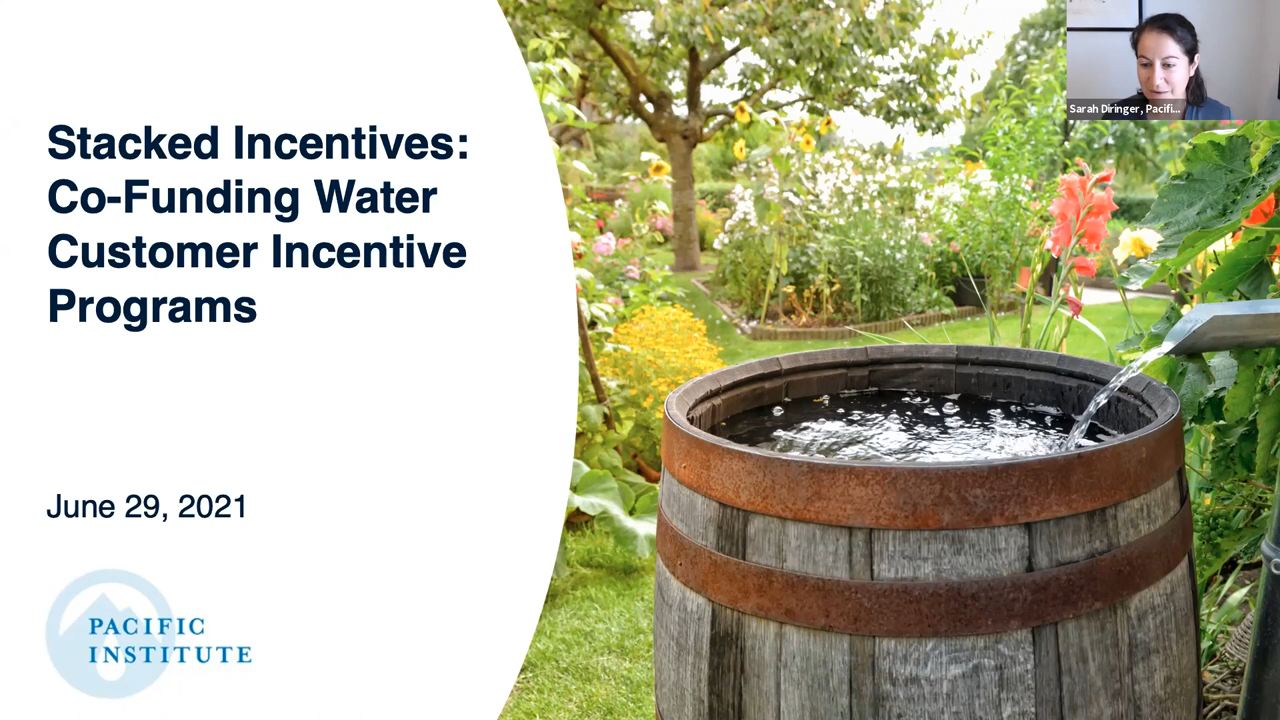 Stacked Incentives:
Co-Funding Water
Customer Incentive
Programs
June 29, 2021
PACIFIC
INSTITUTE
Sarah Diringer, Pacifi...